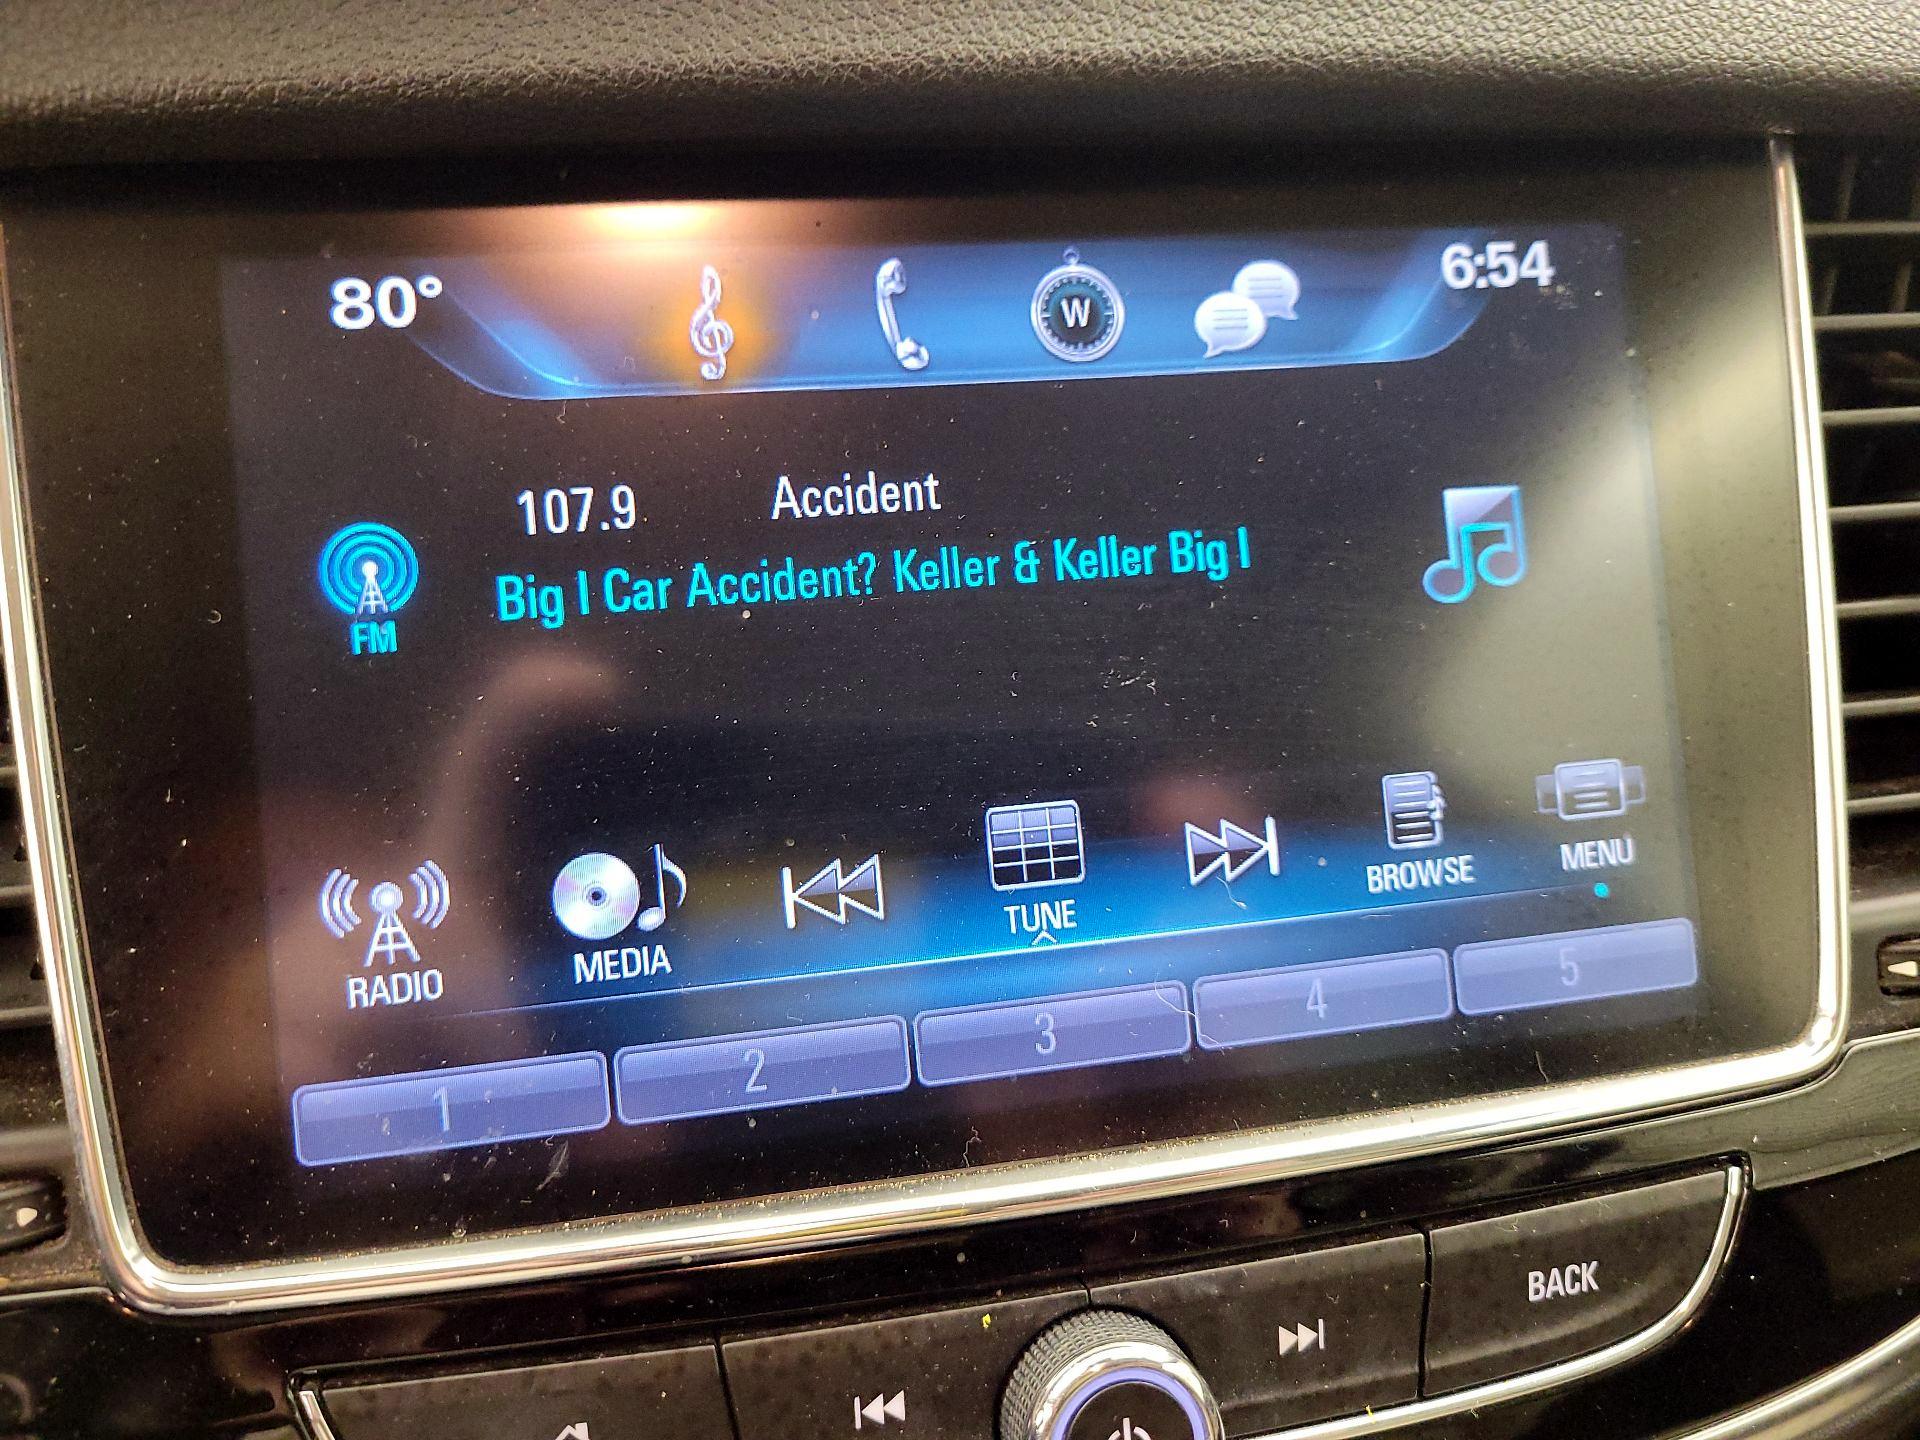 80°
W
6:54
107.9 Accident
Big I Car Accident? Keller & Keller Big I
FM
RADIO
MEDIA
TUNE
BROWSE
MENU
1
2
3
4
5
BACK